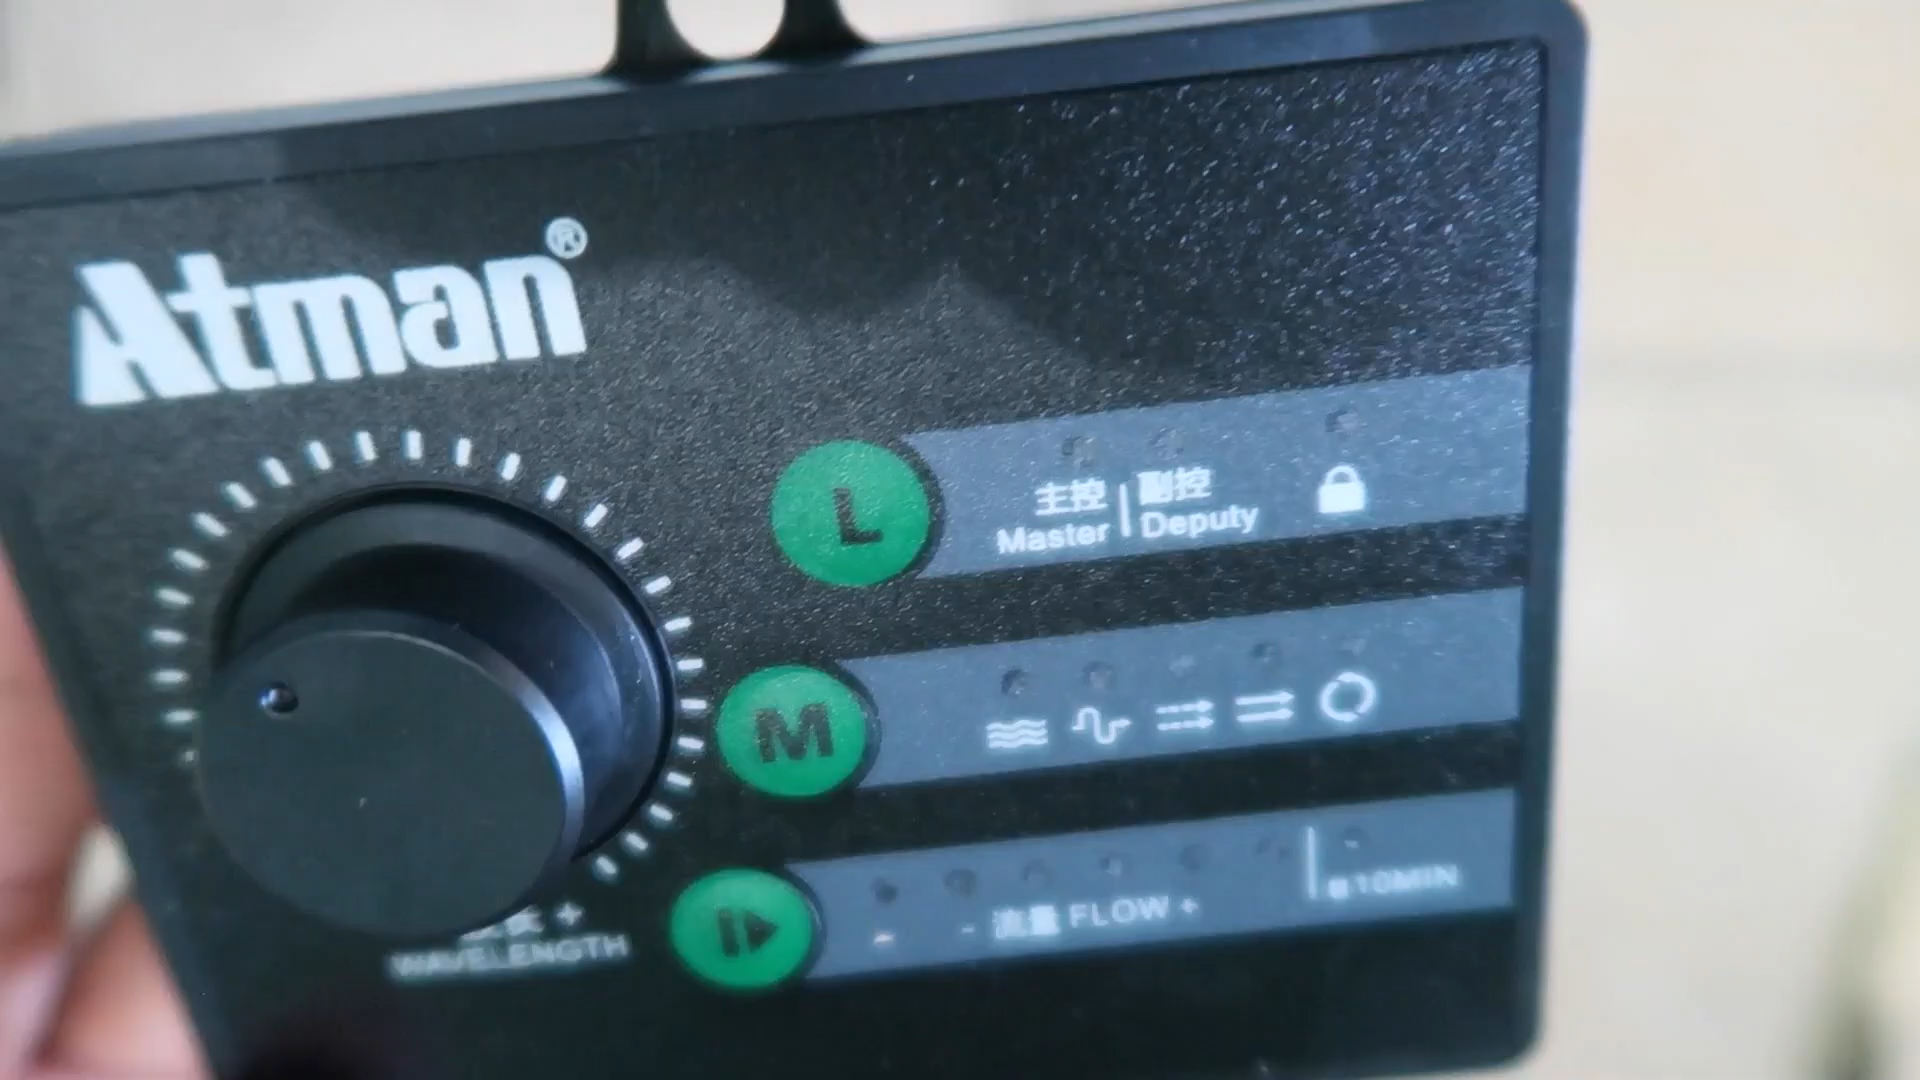 Atman®
L
主控 | 副控
Master | Deputy
M
- 流量 FLOW +
10MIN
+
WAVELENGTH